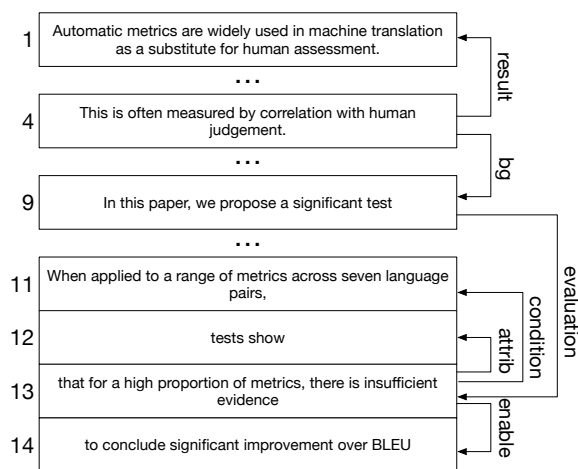 1
Automatic metrics are widely used in machine translation
as a substitute for human assessment.
...
result
4
This is often measured by correlation with human
judgement.
...
bg
9
In this paper, we propose a significant test
...
evaluation
11
When applied to a range of metrics across seven language
pairs,
condition
12
tests show
attrib
13
that for a high proportion of metrics, there is insufficient
evidence
enable
14
to conclude significant improvement over BLEU